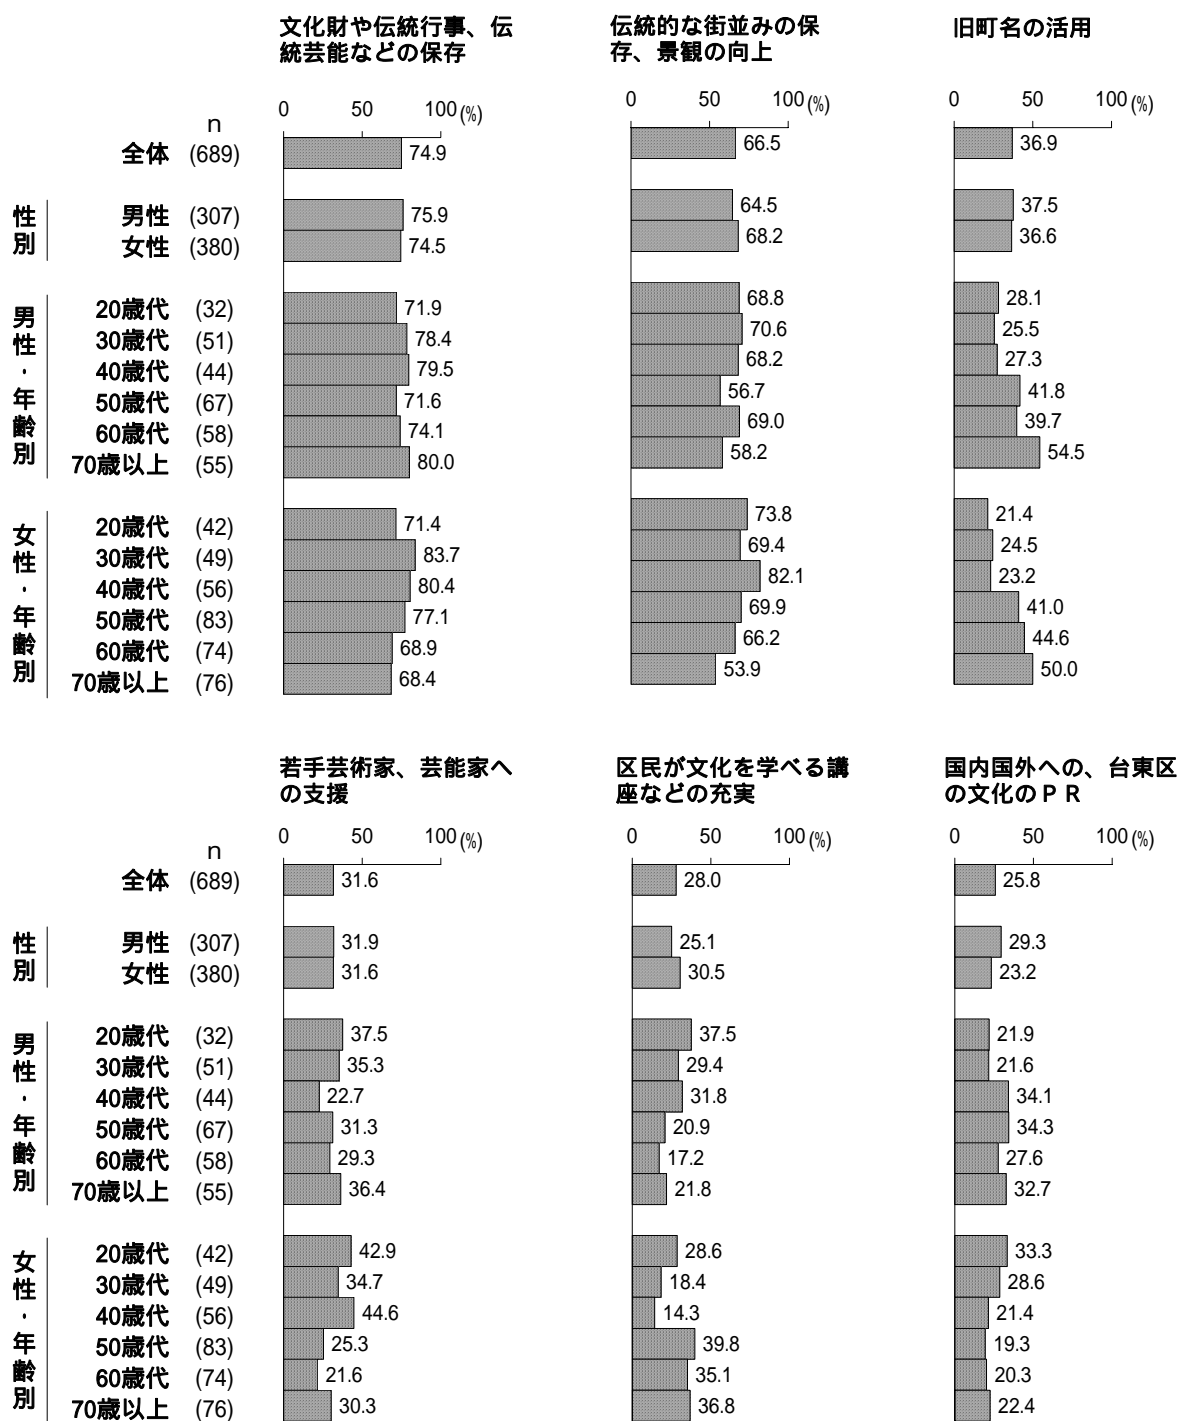 文化財や伝統行事、伝
統芸能などの保存
伝統的な街並みの保
存、景観の向上
旧町名の活用
0 50 100(%) 0 50 100(%) 0 50 100(%)
n
全体 (689) 74.9 66.5 36.9
性別
男性 (307) 75.9 64.5 37.5
女性 (380) 74.5 68.2 36.6
男性・年齢別
20歳代 (32) 71.9 68.8 28.1
30歳代 (51) 78.4 70.6 25.5
40歳代 (44) 79.5 68.2 27.3
50歳代 (67) 71.6 56.7 41.8
60歳代 (58) 74.1 69.0 39.7
70歳以上 (55) 80.0 58.2 54.5
女性・年齢別
20歳代 (42) 71.4 73.8 21.4
30歳代 (49) 83.7 69.4 24.5
40歳代 (56) 80.4 82.1 23.2
50歳代 (83) 77.1 69.9 41.0
60歳代 (74) 68.9 66.2 44.6
70歳以上 (76) 68.4 53.9 50.0
若手芸術家、芸能家へ
の支援
区民が文化を学べる講
座などの充実
国内国外への、台東区
の文化のＰＲ
0 50 100(%) 0 50 100(%) 0 50 100(%)
n
全体 (689) 31.6 28.0 25.8
性別
男性 (307) 31.9 25.1 29.3
女性 (380) 31.6 30.5 23.2
男性・年齢別
20歳代 (32) 37.5 37.5 21.9
30歳代 (51) 35.3 29.4 21.6
40歳代 (44) 22.7 31.8 34.1
50歳代 (67) 31.3 20.9 34.3
60歳代 (58) 29.3 17.2 27.6
70歳以上 (55) 36.4 21.8 32.7
女性・年齢別
20歳代 (42) 42.9 28.6 33.3
30歳代 (49) 34.7 18.4 28.6
40歳代 (56) 44.6 14.3 21.4
50歳代 (83) 25.3 39.8 19.3
60歳代 (74) 21.6 35.1 20.3
70歳以上 (76) 30.3 36.8 22.4